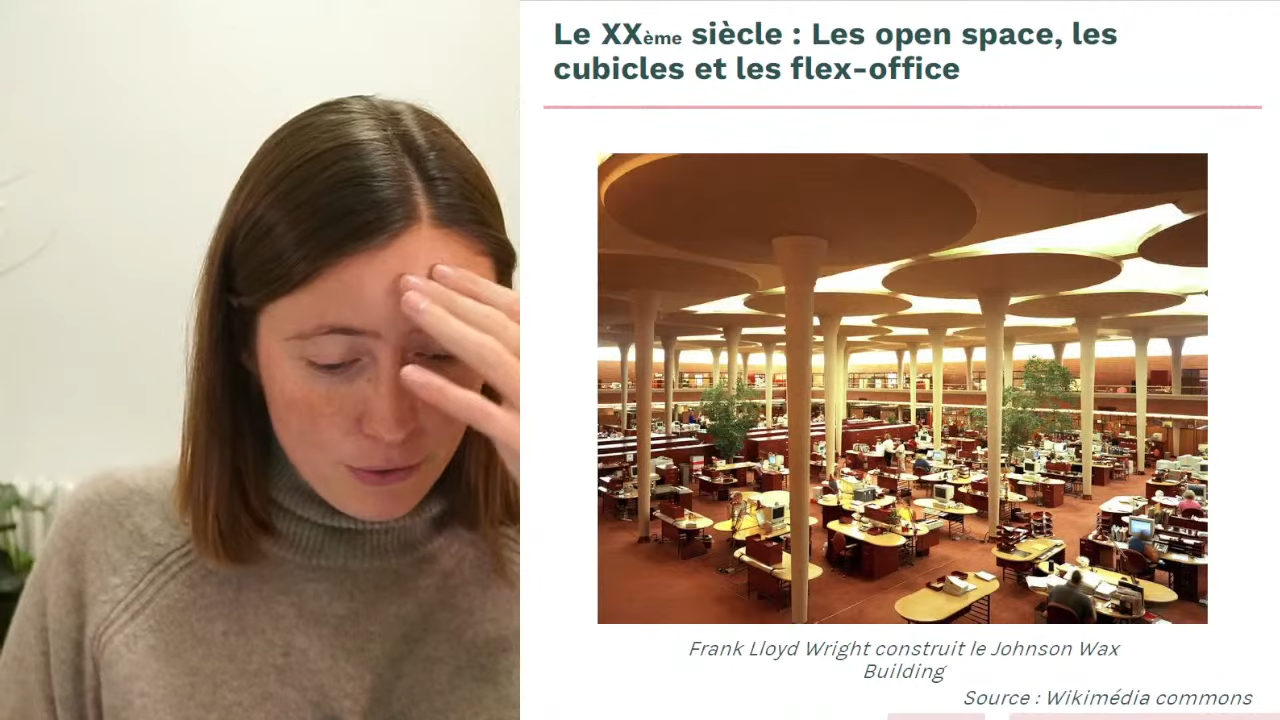 Le XXème siècle : Les open space, les
cubicles et les flex-office
Frank Lloyd Wright construit le Johnson Wax
Building
Source : Wikimédia commons